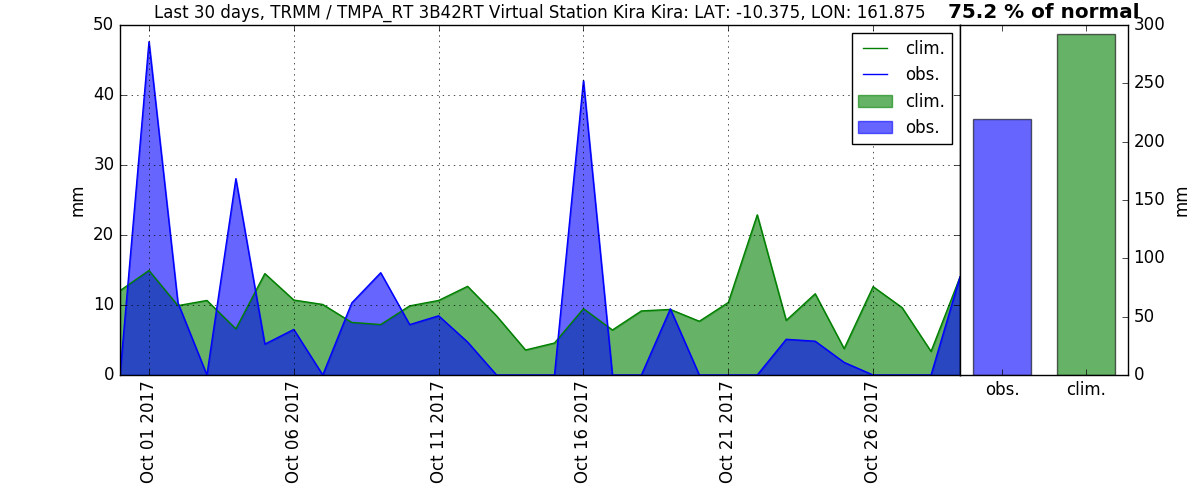 Last 30 days, TRMM / TMPA_RT 3B42RT Virtual Station Kira Kira: LAT: -10.375, LON: 161.875
75.2 % of normal
50
40
30
20
10
0
mm
clim.
obs.
clim.
obs.
300
250
200
150
100
50
0
mm
Oct 01 2017
Oct 06 2017
Oct 11 2017
Oct 16 2017
Oct 21 2017
Oct 26 2017
obs.
clim.